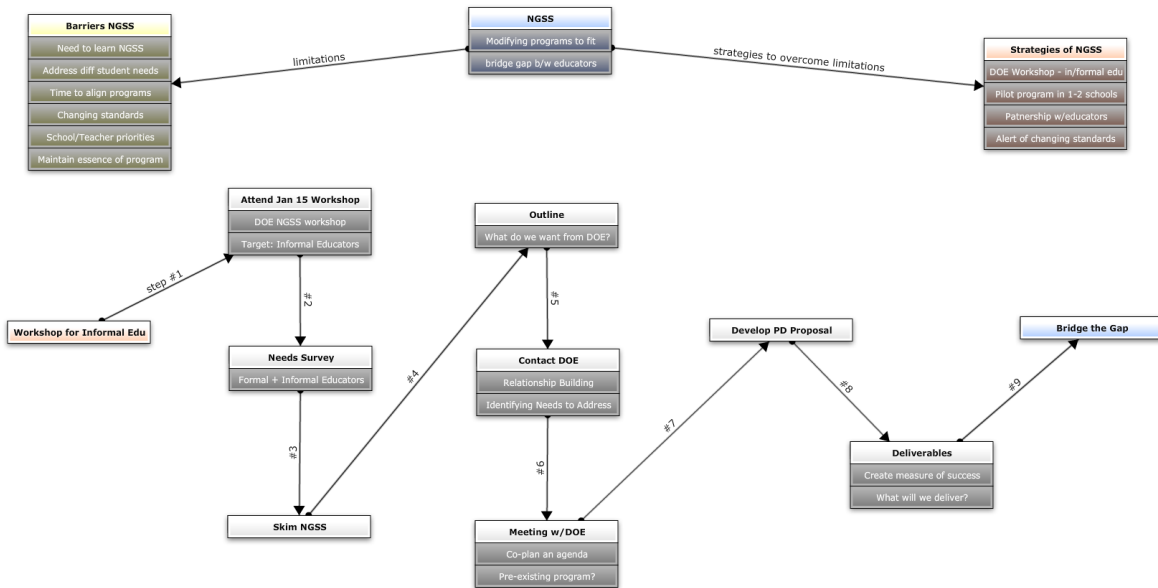 Barriers NGSS
Need to learn NGSS
Address diff student needs
Time to align programs
Changing standards
School/Teacher priorities
Maintain essence of program
limitations
NGSS
Modifying programs to fit
bridge gap b/w educators
strategies to overcome limitations
Strategies of NGSS
DOE Workshop - in/formal edu
Pilot program in 1-2 schools
Patnership w/educators
Alert of changing standards
Workshop for Informal Edu
step #1
Attend Jan 15 Workshop
DOE NGSS workshop
Target: Informal Educators
#2
Needs Survey
Formal + Informal Educators
#3
Skim NGSS
#4
Outline
What do we want from DOE?
#5
Contact DOE
Relationship Building
Identifying Needs to Address
#6
Meeting w/DOE
Co-plan an agenda
Pre-existing program?
#7
Develop PD Proposal
#8
Deliverables
Create measure of success
What will we deliver?
#9
Bridge the Gap